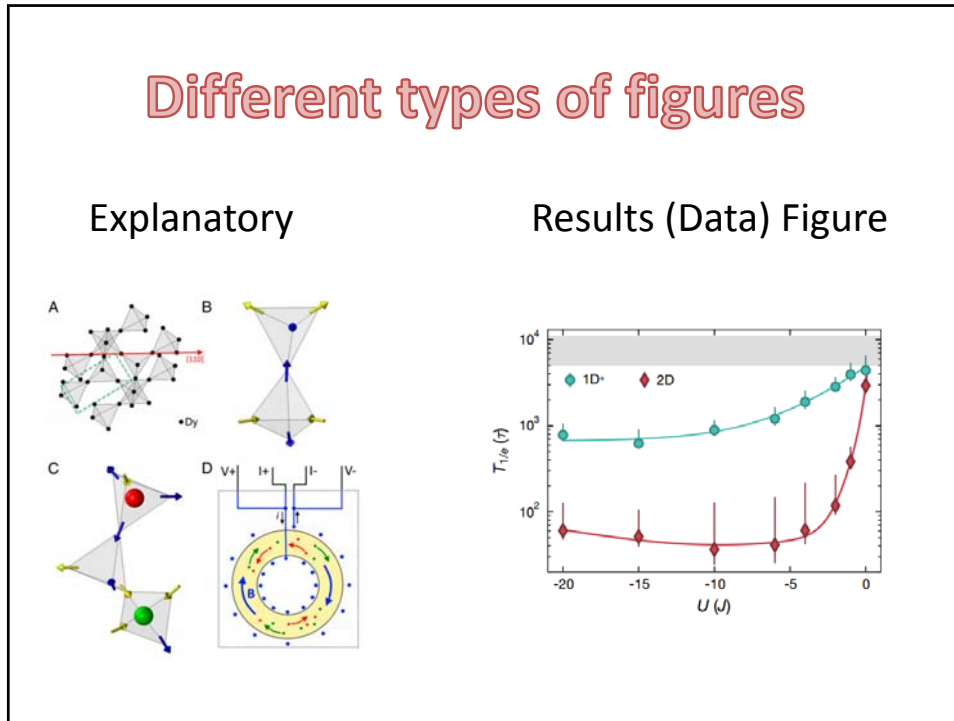 Different types of figures
Explanatory
Results (Data) Figure
A
B
[110]
•Dy
C
D
V+
I+
I-
V-
i
B
10⁴
10³
10²
T1/e (τ)
1D⁺
2D
-20
-15
-10
-5
0
U (J)